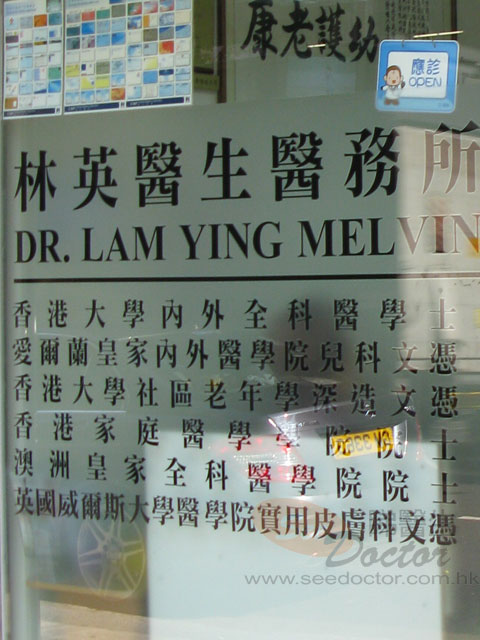 康老護幼
應診
OPEN
林英醫生醫務所
DR. LAM YING MELVIN
香港大學內外全科醫學士
愛爾蘭皇家內外醫學院兒科文憑
香港大學社區老年學深造文憑
香港家庭醫學學院院士
澳洲皇家全科醫學院院士
英國威爾斯大學醫學院實用皮膚科文憑
Doctor
www.seedoctor.com.hk